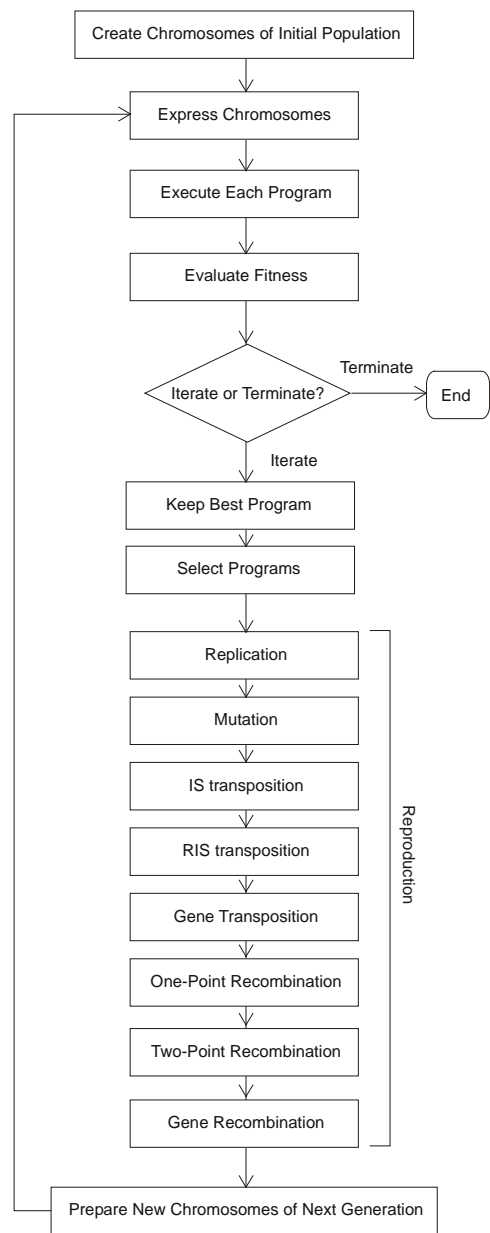 Create Chromosomes of Initial Population
Express Chromosomes
Execute Each Program
Evaluate Fitness
Iterate or Terminate?
Terminate
End
Iterate
Keep Best Program
Select Programs
Replication
Mutation
IS transposition
RIS transposition
Gene Transposition
One-Point Recombination
Two-Point Recombination
Gene Recombination
Reproduction
Prepare New Chromosomes of Next Generation